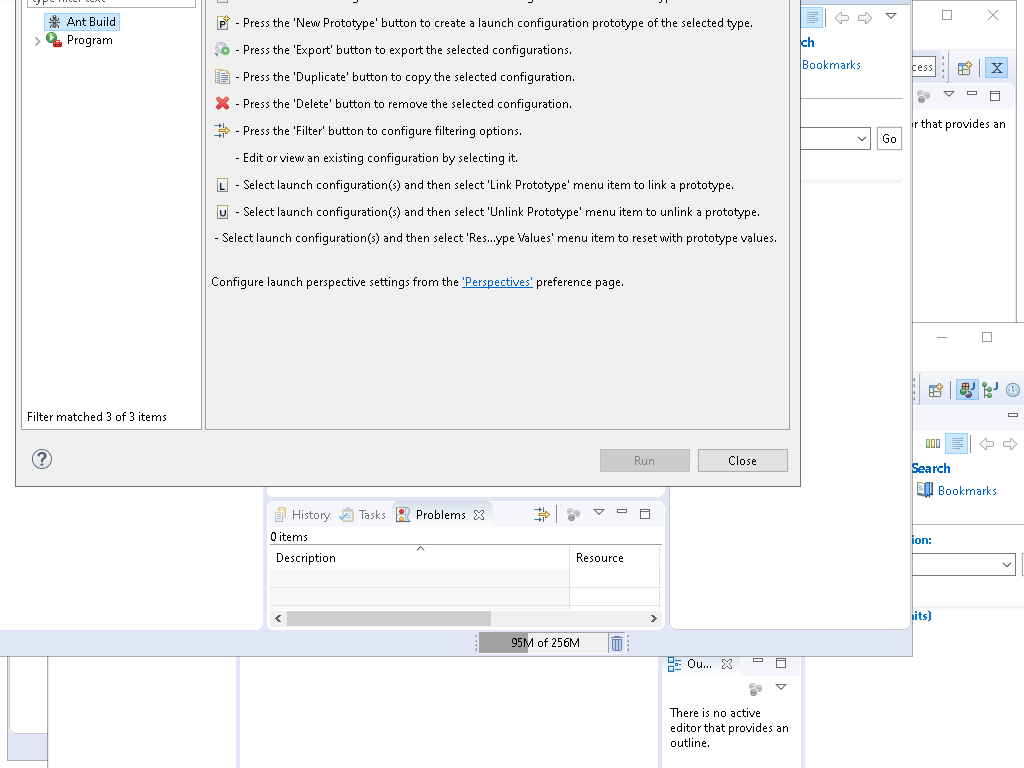 Ant Build
Program
Filter matched 3 of 3 items
- Press the 'New Prototype' button to create a launch configuration prototype of the selected type.
- Press the 'Export' button to export the selected configurations.
- Press the 'Duplicate' button to copy the selected configuration.
- Press the 'Delete' button to remove the selected configuration.
- Press the 'Filter' button to configure filtering options.
- Edit or view an existing configuration by selecting it.
- Select launch configuration(s) and then select 'Link Prototype' menu item to link a prototype.
- Select launch configuration(s) and then select 'Unlink Prototype' menu item to unlink a prototype.
- Select launch configuration(s) and then select 'Res...ype Values' menu item to reset with prototype values.
Configure launch perspective settings from the 'Perspectives' preference page.
Run
Close
ch
Bookmarks
Go
cess
r that provides an
Search
Bookmarks
ion:
its)
History
Tasks
Problems
0 items
Description
Resource
95M of 256M
Ou...
There is no active
editor that provides an
outline.